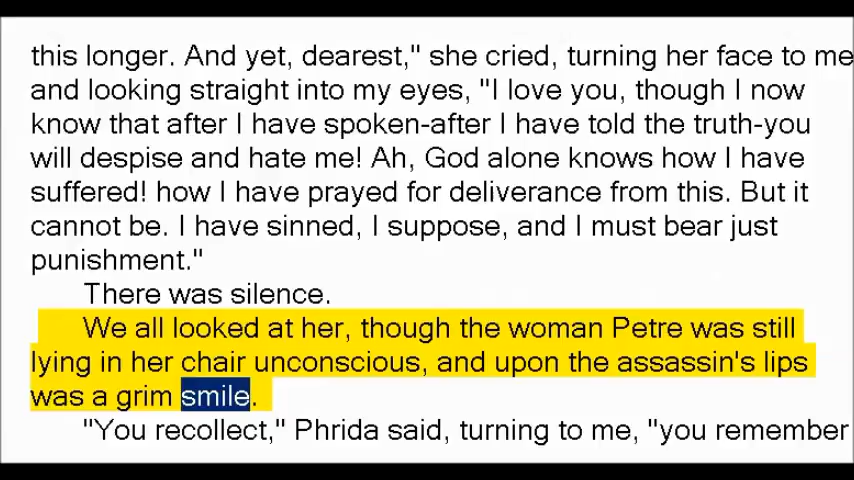 this longer. And yet, dearest," she cried, turning her face to me
and looking straight into my eyes, "I love you, though I now
know that after I have spoken-after I have told the truth-you
will despise and hate me! Ah, God alone knows how I have
suffered! how I have prayed for deliverance from this. But it
cannot be. I have sinned, I suppose, and I must bear just
punishment."
There was silence.
We all looked at her, though the woman Petre was still
lying in her chair unconscious, and upon the assassin's lips
was a grim smile.
"You recollect," Phrida said, turning to me, "you remember